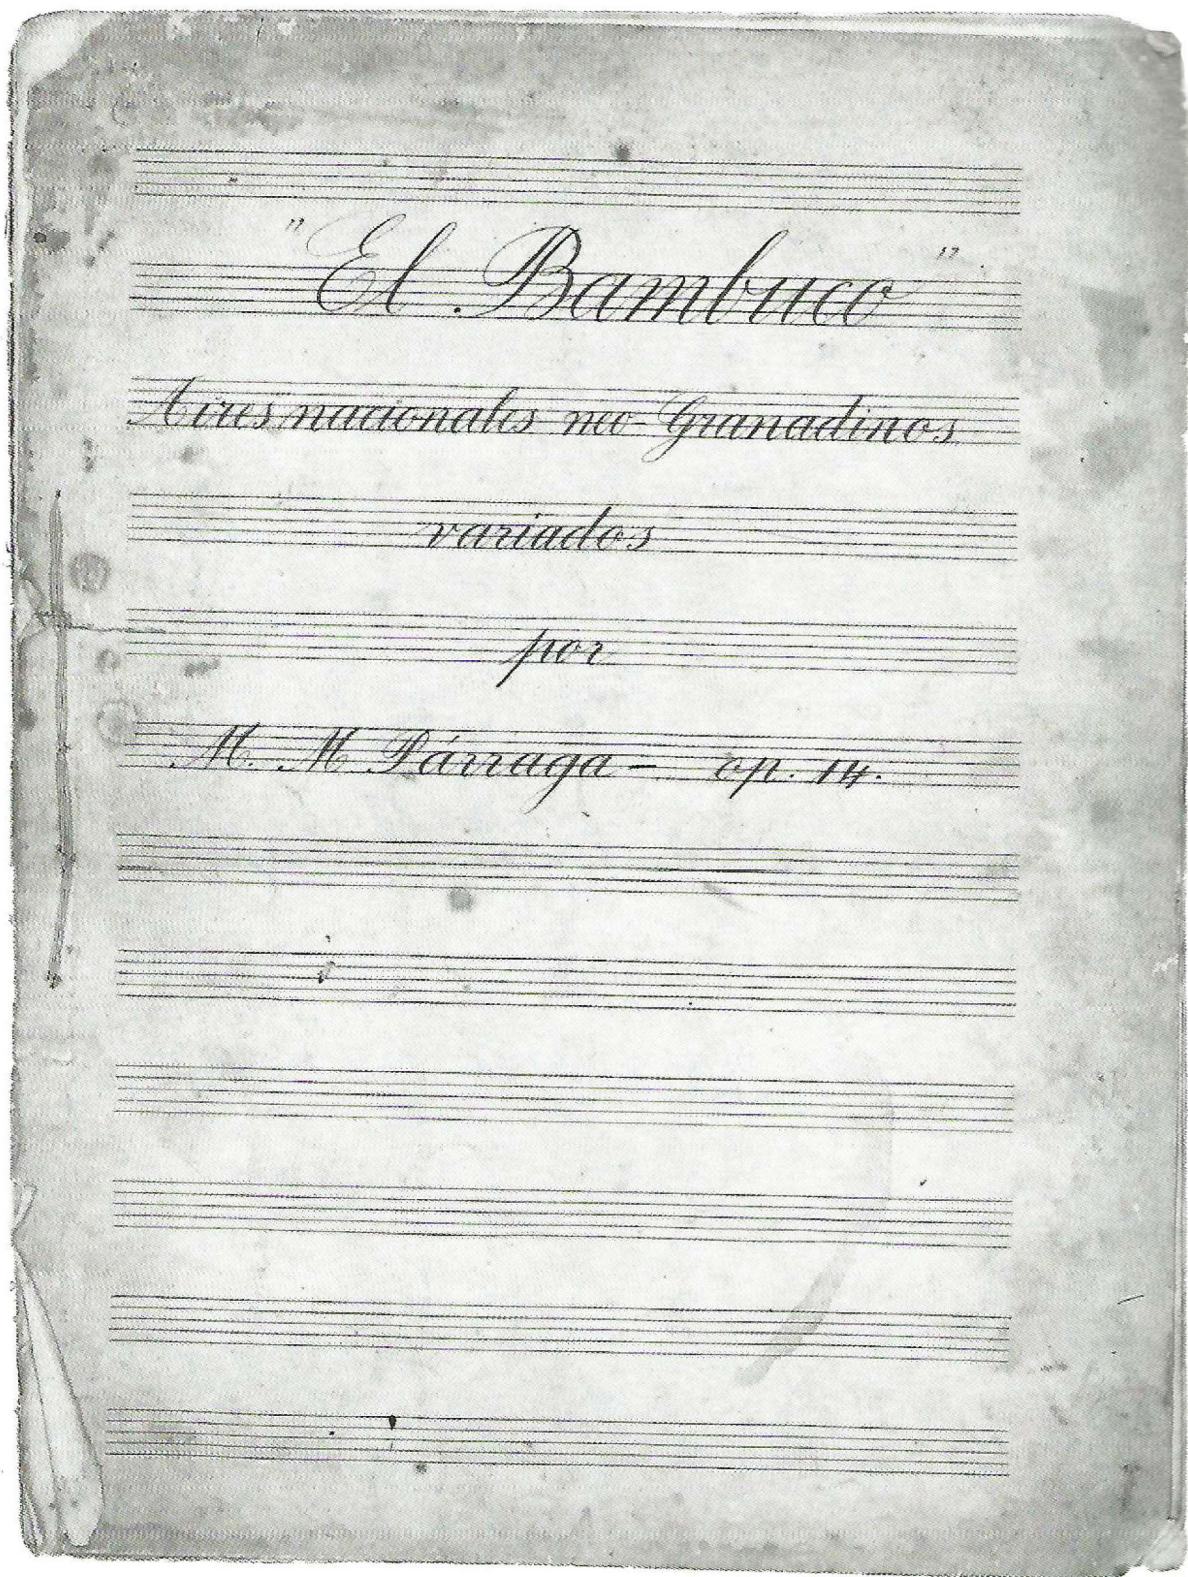 "El Bambuco"
Aires nacionales neo-Granadinos
variados
por
M. M Párraga - op. 14.